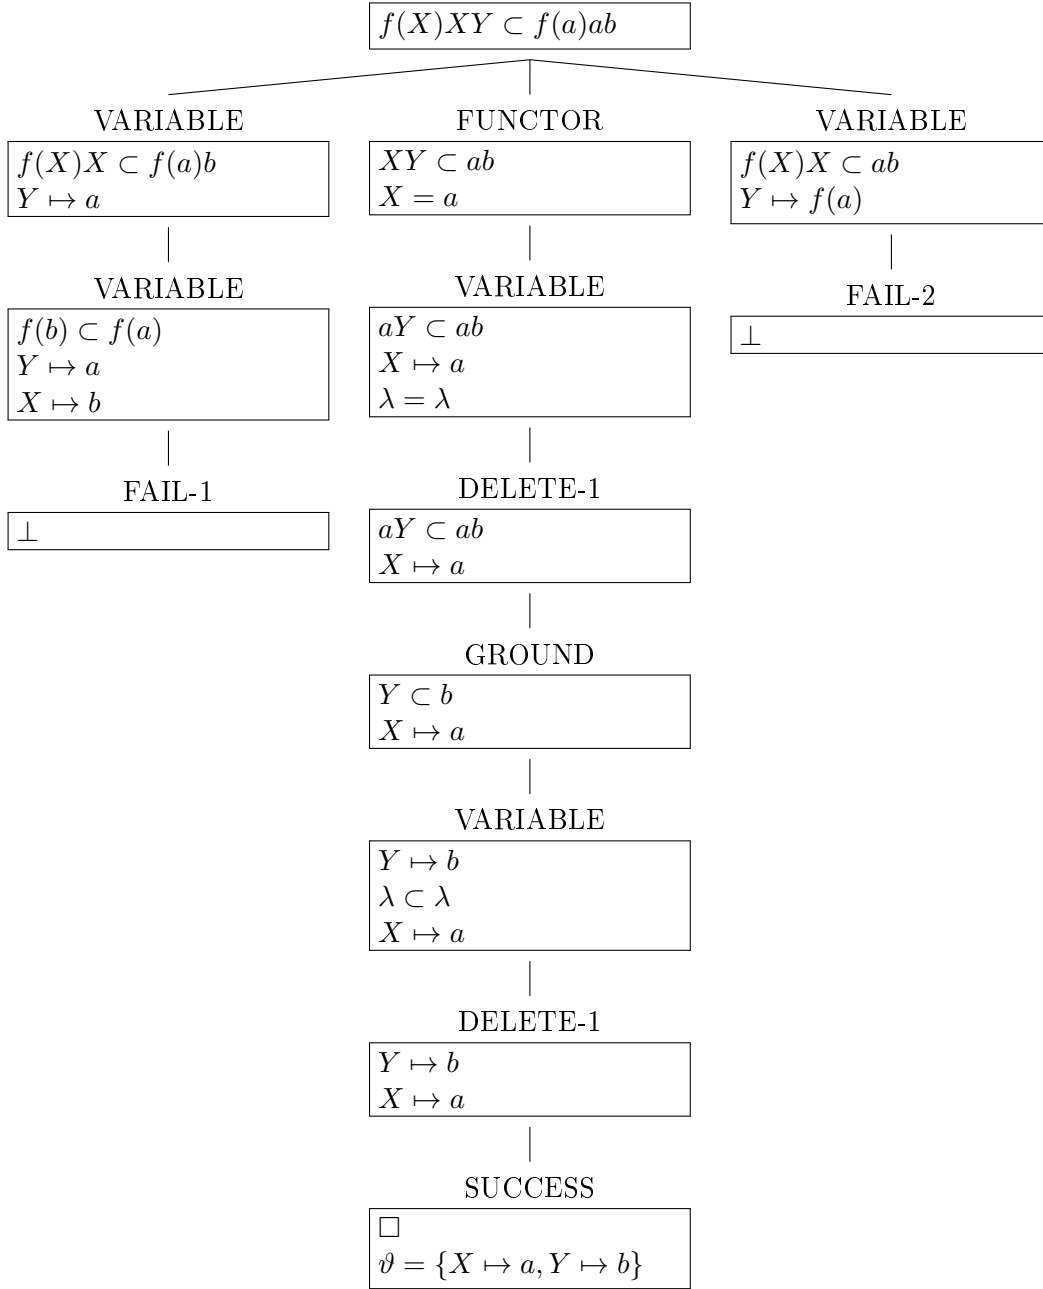 f(X)XY ⊂ f(a)ab
VARIABLE
f(X)X ⊂ f(a)b
Y ↦ a
VARIABLE
f(b) ⊂ f(a)
Y ↦ a
X ↦ b
FAIL-1
⊥
FUNCTOR
XY ⊂ ab
X = a
VARIABLE
aY ⊂ ab
X ↦ a
λ = λ
DELETE-1
aY ⊂ ab
X ↦ a
GROUND
Y ⊂ b
X ↦ a
VARIABLE
Y ↦ b
λ ⊂ λ
X ↦ a
DELETE-1
Y ↦ b
X ↦ a
SUCCESS
□
ϑ = {X ↦ a, Y ↦ b}
VARIABLE
f(X)X ⊂ ab
Y ↦ f(a)
FAIL-2
⊥